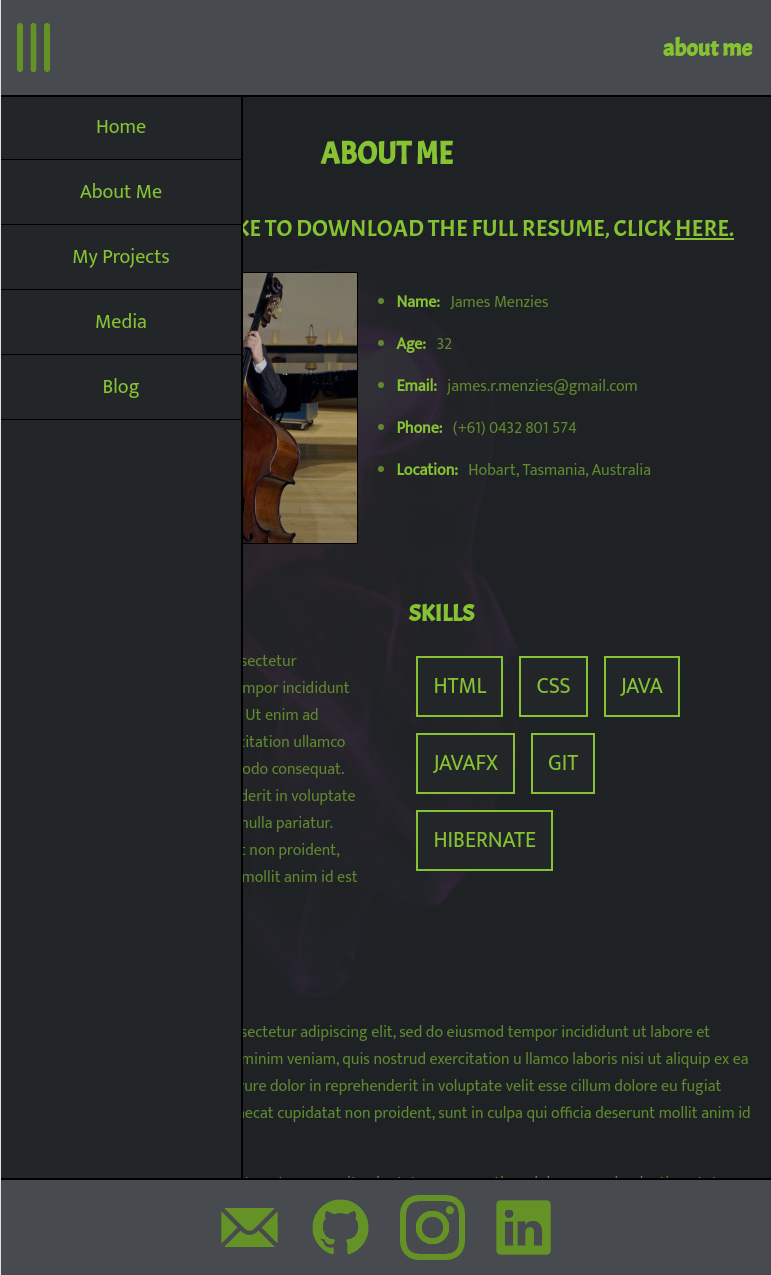 about me
Home
About Me
My Projects
Media
Blog
ABOUT ME
TO DOWNLOAD THE FULL RESUME, CLICK HERE.
Name: James Menzies
Age: 32
Email: james.r.menzies@gmail.com
Phone: (+61) 0432 801 574
Location: Hobart, Tasmania, Australia
SKILLS
HTML CSS JAVA
JAVAFX GIT
HIBERNATE
sectetur
mpor incididunt
Ut enim ad
citation ullamco
odo consequat.
derit in voluptate
nulla pariatur.
t non proident,
mollit anim id est
sectetur adipiscing elit, sed do eiusmod tempor incididunt ut labore et
minim veniam, quis nostrud exercitation u llamco laboris nisi ut aliquip ex ea
rure dolor in reprehenderit in voluptate velit esse cillum dolore eu fugiat
aecat cupidatat non proident, sunt in culpa qui officia deserunt mollit anim id
in